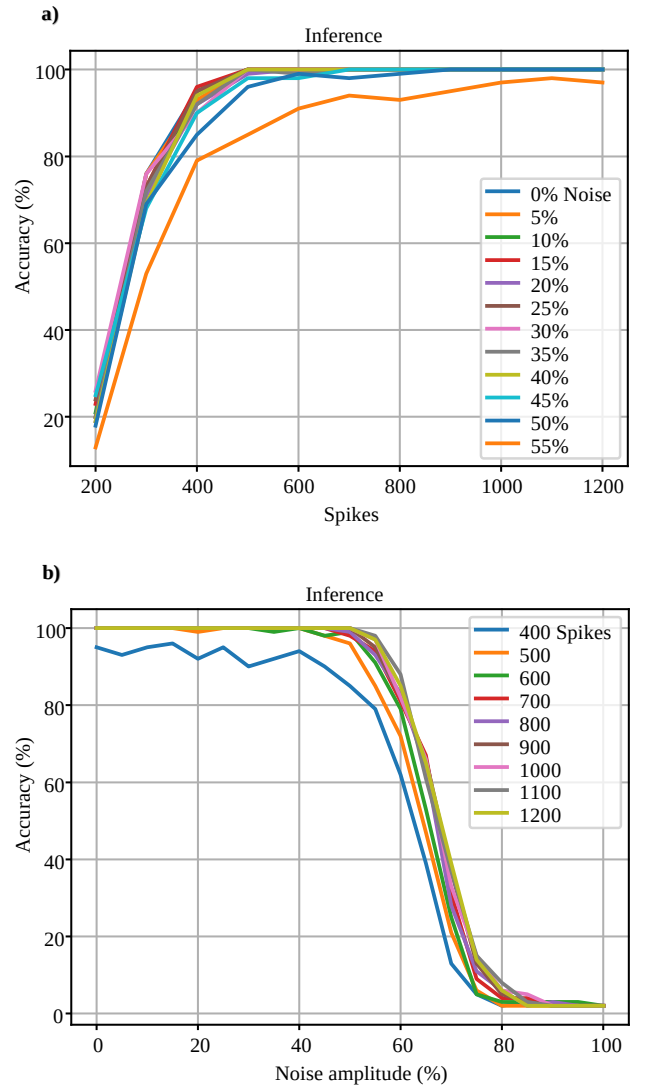 a)
Inference
100
80
60
40
20
Accuracy (%)
0% Noise
5%
10%
15%
20%
25%
30%
35%
40%
45%
50%
55%
200 400 600 800 1000 1200
Spikes
b)
Inference
100
80
60
40
20
0
Accuracy (%)
400 Spikes
500
600
700
800
900
1000
1100
1200
0 20 40 60 80 100
Noise amplitude (%)